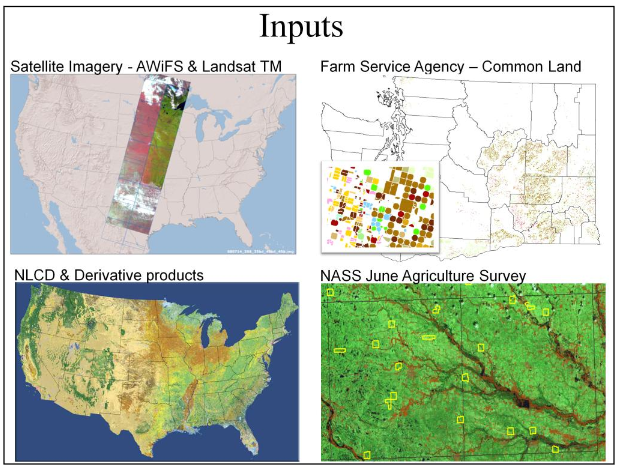 Inputs
Satellite Imagery - AWiFS & Landsat TM
Farm Service Agency – Common Land
NLCD & Derivative products
NASS June Agriculture Survey